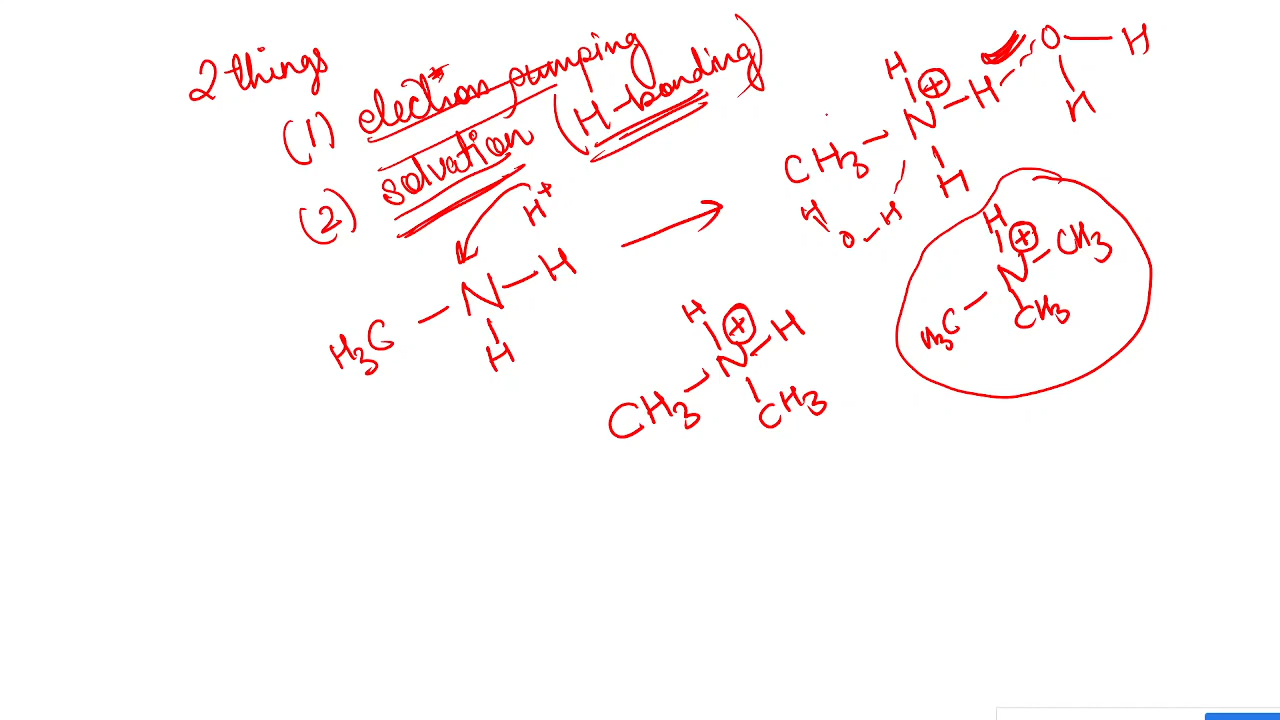 2 things
(1) electron pumping
(2) solvation (H-bonding)
H+
H3C - N - H
H
H
CH3 - N + - H
H
O - H
H
H
O - H
H
CH3 - N + - H
CH3
H
H3C - N + - CH3
CH3